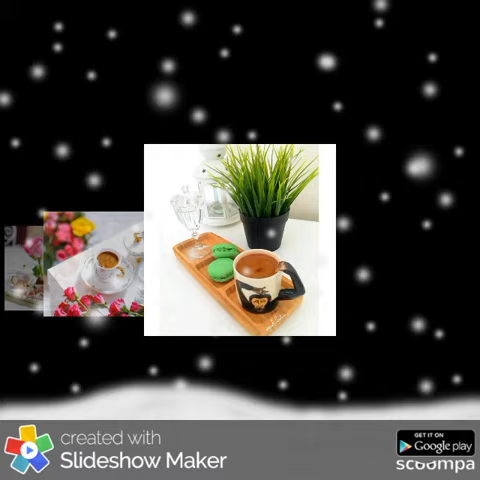 created with
Slideshow Maker
GET IT ON
Google play
scoompa